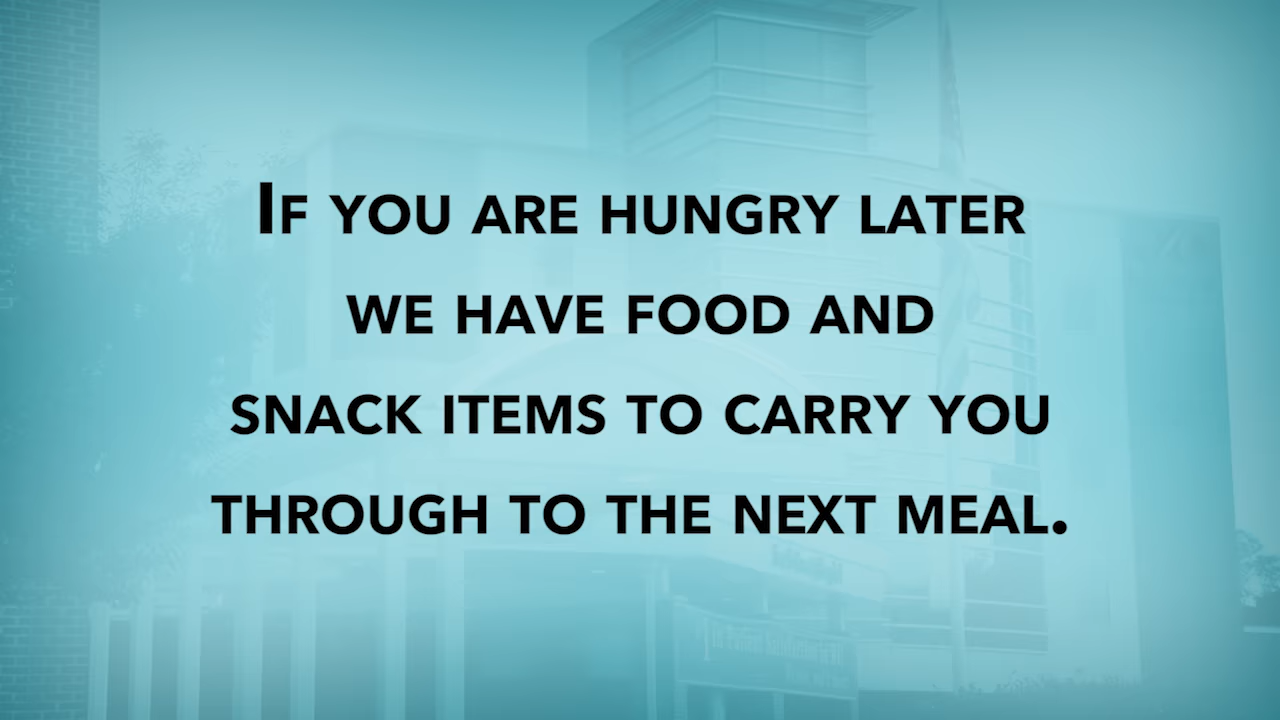 If you are hungry later
we have food and
snack items to carry you
through to the next meal.